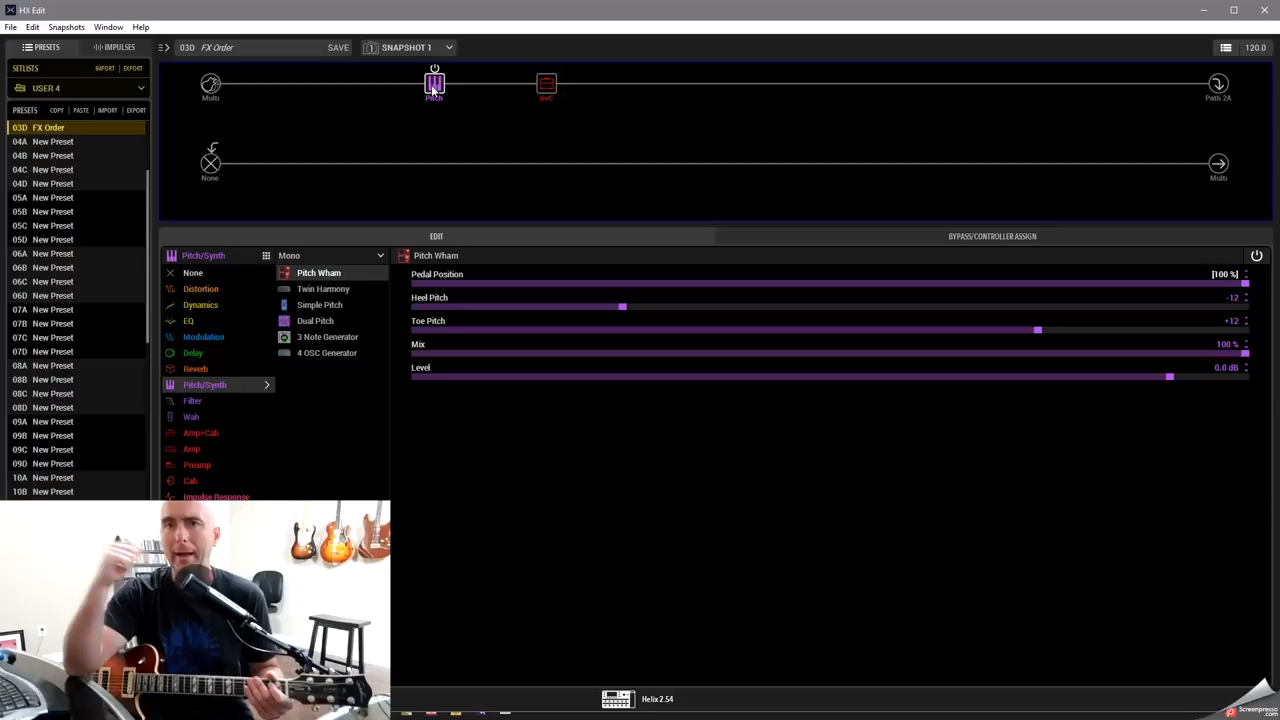 HX Edit
File Edit Snapshots Window Help
PRESETS IMPULSES 03D FX Order SAVE 1 SNAPSHOT 1 120.0
SETLISTS IMPORT EXPORT
USER 4
PRESETS COPY PASTE IMPORT EXPORT
03D FX Order
04A New Preset
04B New Preset
04C New Preset
04D New Preset
05A New Preset
05B New Preset
05C New Preset
05D New Preset
06A New Preset
06B New Preset
06C New Preset
06D New Preset
07A New Preset
07B New Preset
07C New Preset
07D New Preset
08A New Preset
08B New Preset
08C New Preset
08D New Preset
09A New Preset
09B New Preset
09C New Preset
09D New Preset
10A New Preset
10B New Preset
Multi Pitch A+C Path 2A
None Multi
EDIT BYPASS/CONTROLLER ASSIGN
Pitch/Synth
None
Distortion
Dynamics
EQ
Modulation
Delay
Reverb
Pitch/Synth
Filter
Wah
Amp+Cab
Amp
Preamp
Cab
Impulse Response
Mono
Pitch Wham
Twin Harmony
Simple Pitch
Dual Pitch
3 Note Generator
4 OSC Generator
Pitch Wham
Pedal Position [100 %]
Heel Pitch -12
Toe Pitch +12
Mix 100 %
Level 0.0 dB
Helix 2.54
Screenpresso
.com